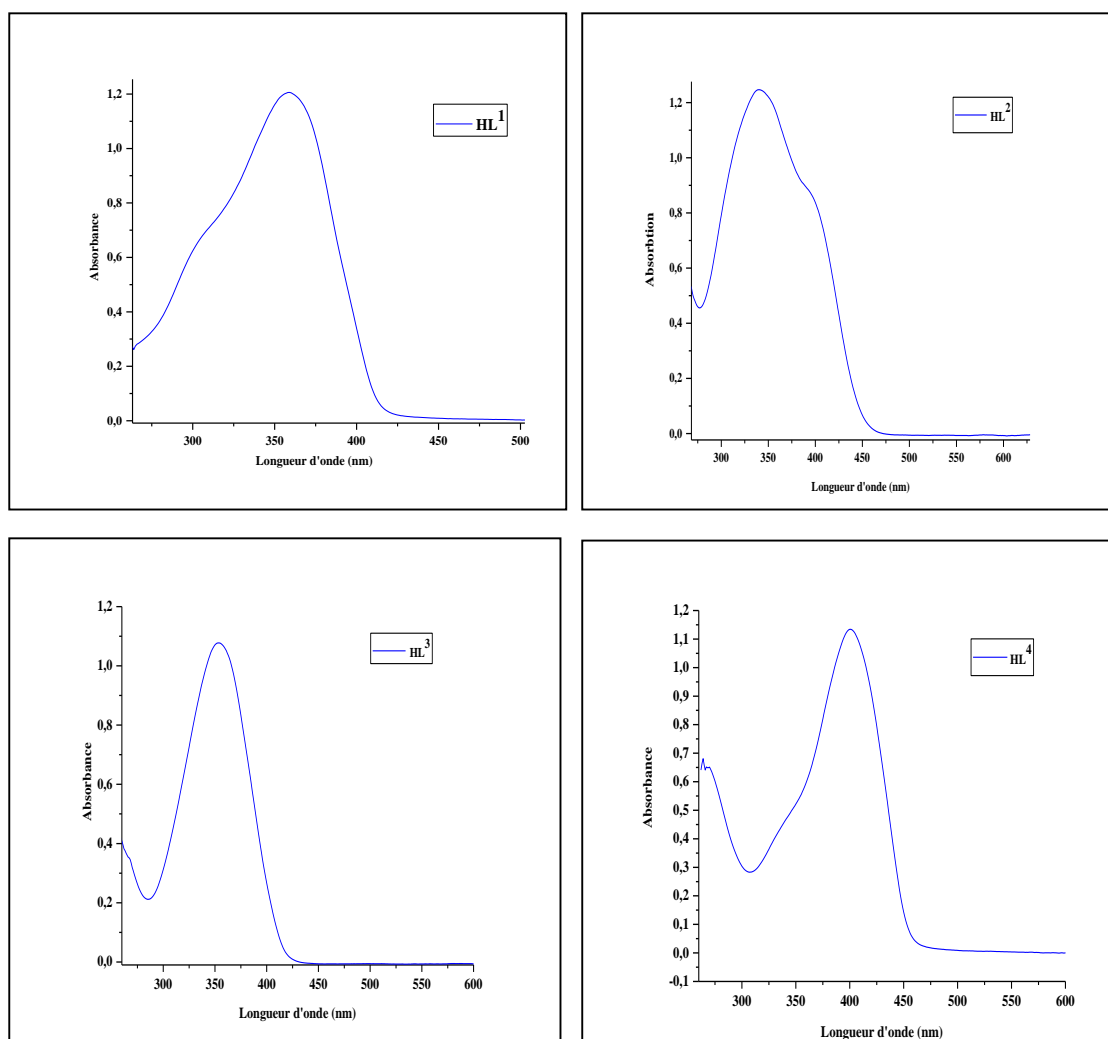 1,2
1,0
0,8
0,6
0,4
0,2
0,0
Absorbance
HL1
300 350 400 450 500
Longueur d'onde (nm)
1,2
1,0
0,8
0,6
0,4
0,2
0,0
Absorbtion
HL2
300 350 400 450 500 550 600
Longueur d'onde (nm)
1,2
1,0
0,8
0,6
0,4
0,2
0,0
Absorbance
HL3
300 350 400 450 500 550 600
Longueur d'onde (nm)
1,2
1,1
1,0
0,9
0,8
0,7
0,6
0,5
0,4
0,3
0,2
0,1
0,0
-0,1
Absorbance
HL4
300 350 400 450 500 550 600
Longueur d'onde (nm)